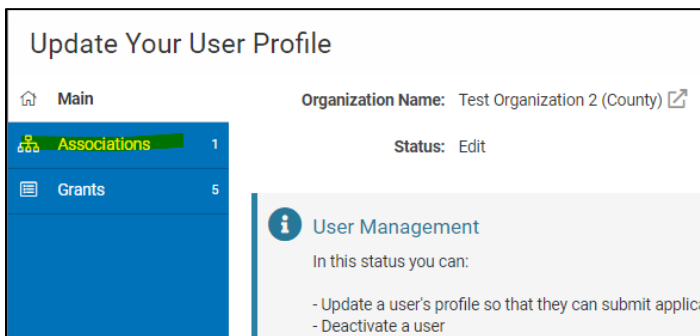 Update Your User Profile
Main
Organization Name: Test Organization 2 (County)
Associations 1
Status: Edit
Grants 5
User Management
In this status you can:
- Update a user's profile so that they can submit
- Deactivate a user